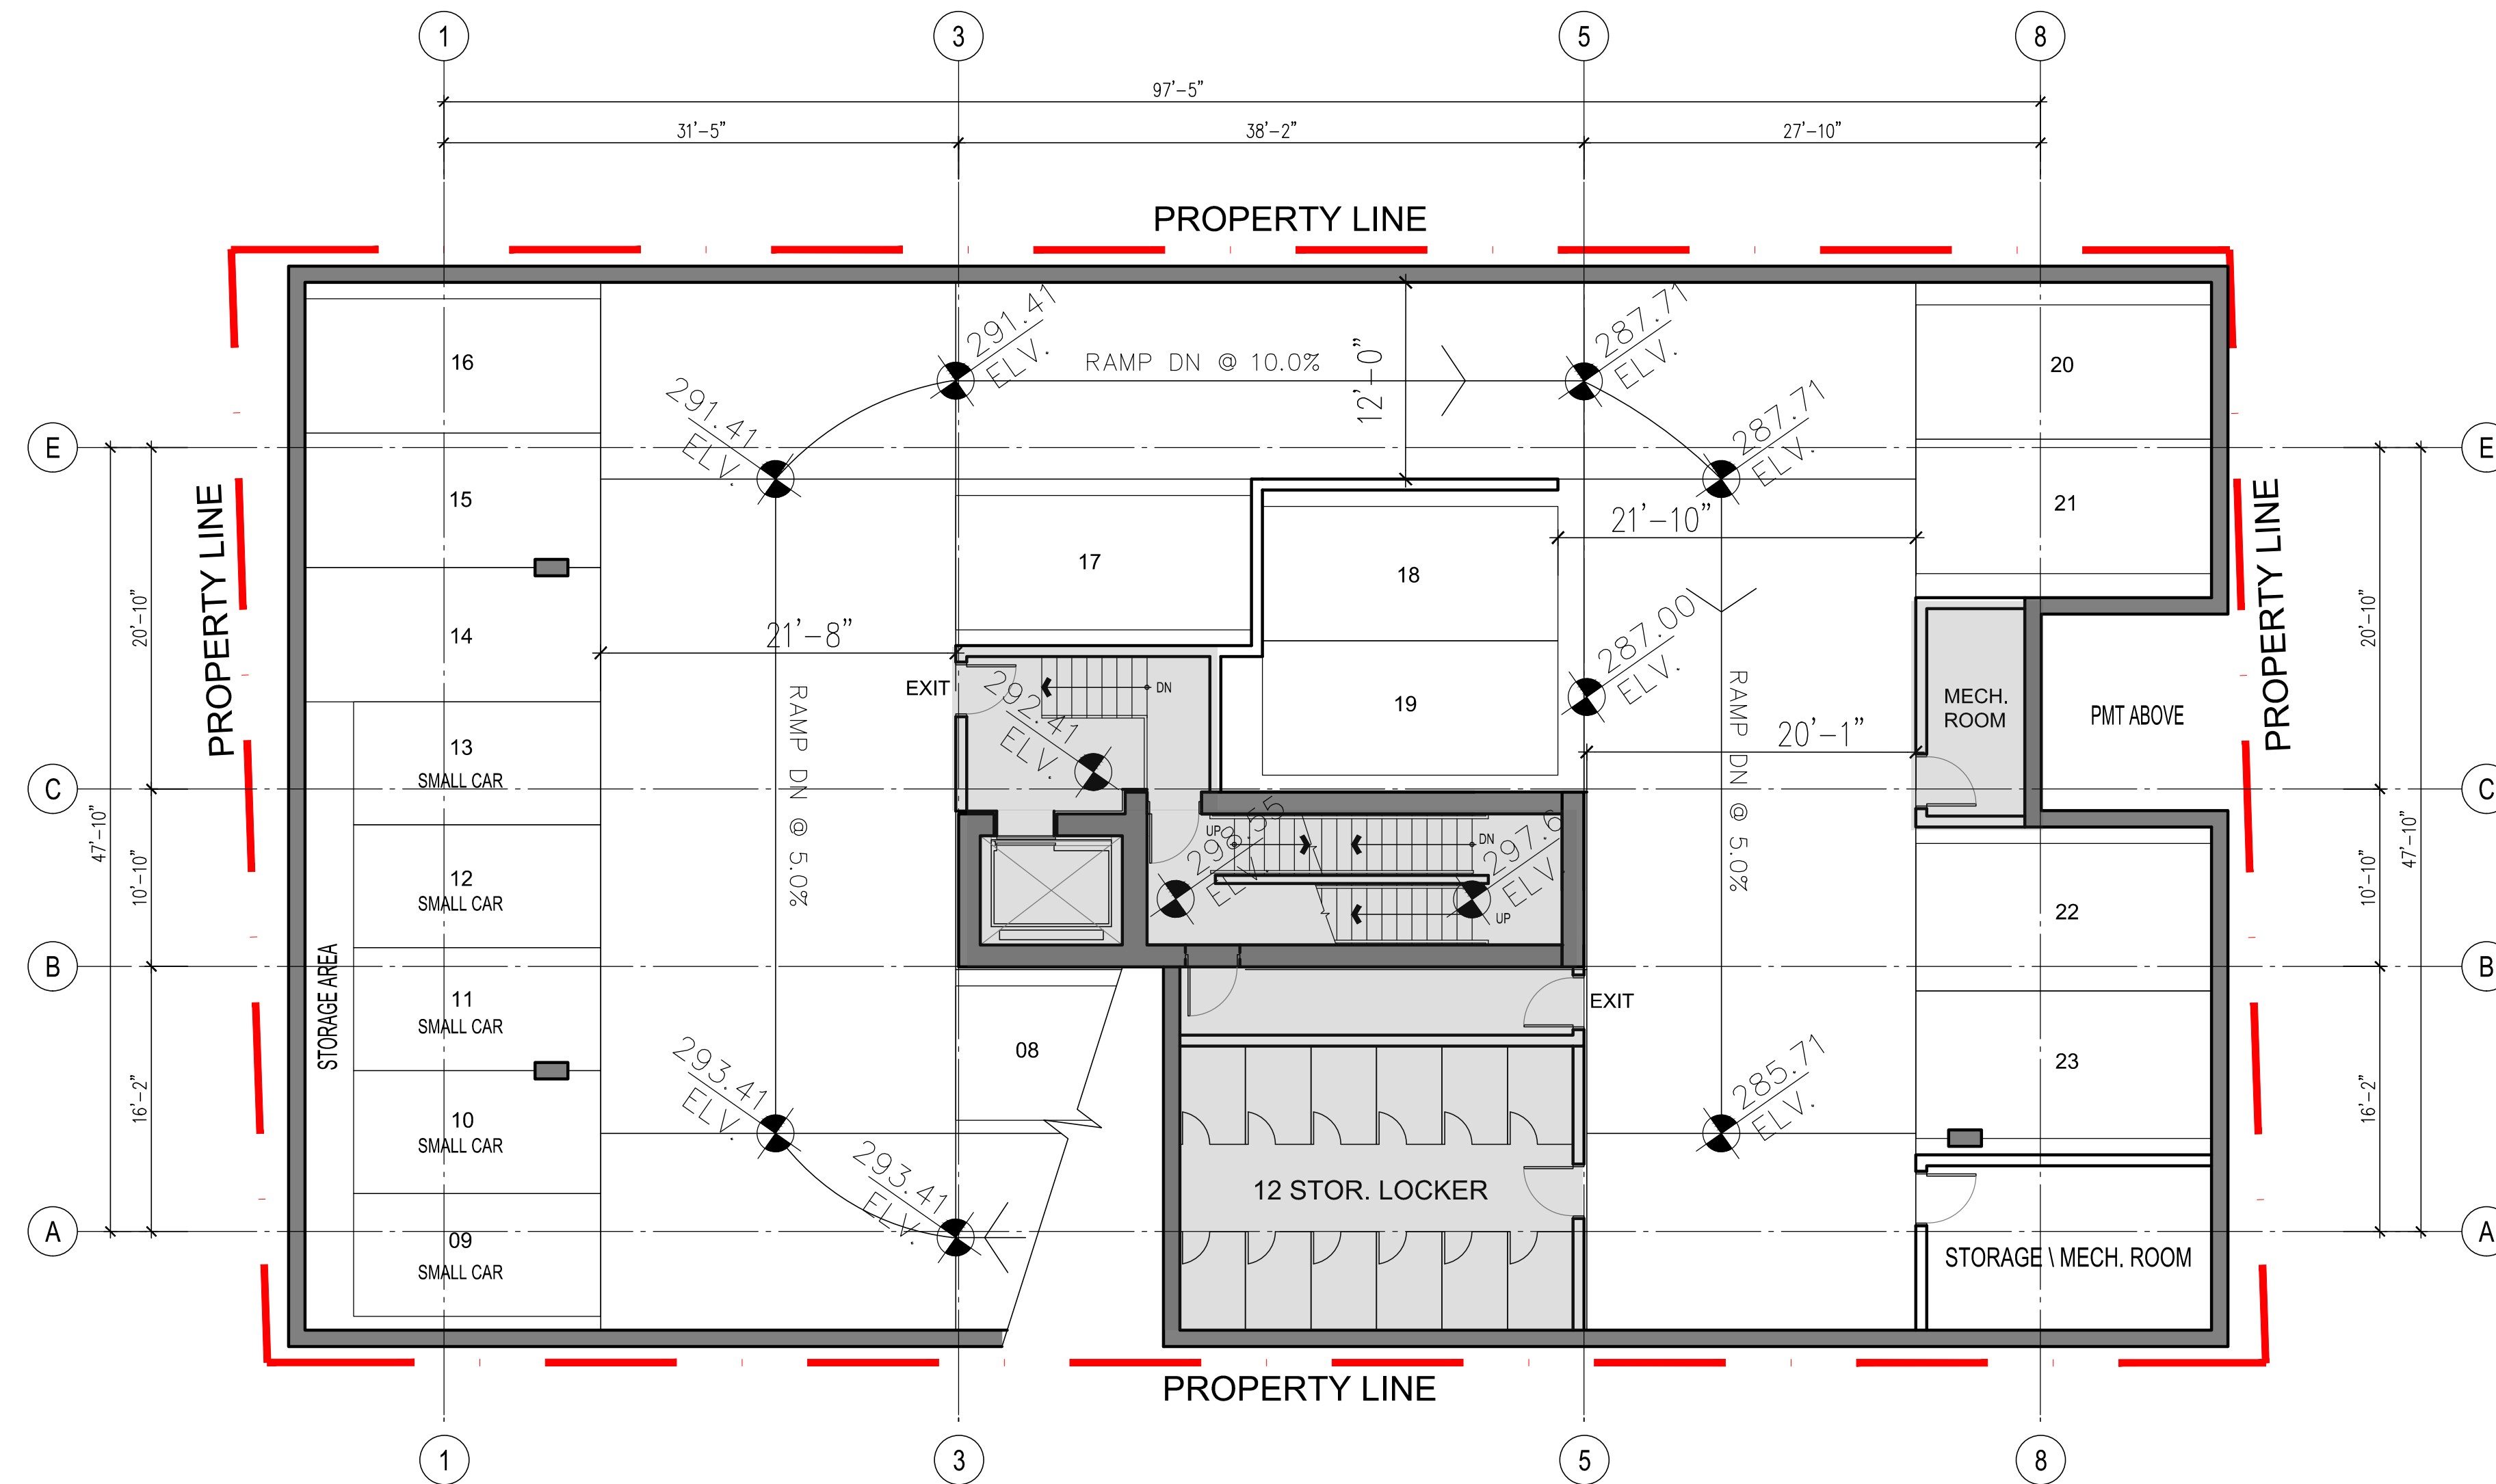 1
3
5
8
97'-5"
31'-5"
38'-2"
27'-10"
PROPERTY LINE
291.41
ELV.
RAMP DN @ 10.0%
12'-0"
287.71
ELV.
16
20
291.41
ELV.
287.71
ELV.
E
E
15
21
PROPERTY LINE
PROPERTY LINE
21'-10"
17
18
20'-10"
20'-10"
14
21'-8"
287.00
ELV.
EXIT
292.41
ELV.
DN
19
MECH.
ROOM
PMT ABOVE
RAMP DN @ 5.0%
RAMP DN @ 5.0%
20'-1"
13
SMALL CAR
C
C
47'-10"
47'-10"
UP
298.55
ELV.
DN
297.6
ELV.
UP
12
SMALL CAR
10'-10"
10'-10"
22
B
B
STORAGE AREA
11
SMALL CAR
EXIT
08
23
293.41
ELV.
285.71
ELV.
16'-2"
16'-2"
10
SMALL CAR
293.41
ELV.
12 STOR. LOCKER
A
A
09
SMALL CAR
STORAGE \ MECH. ROOM
PROPERTY LINE
1
3
5
8